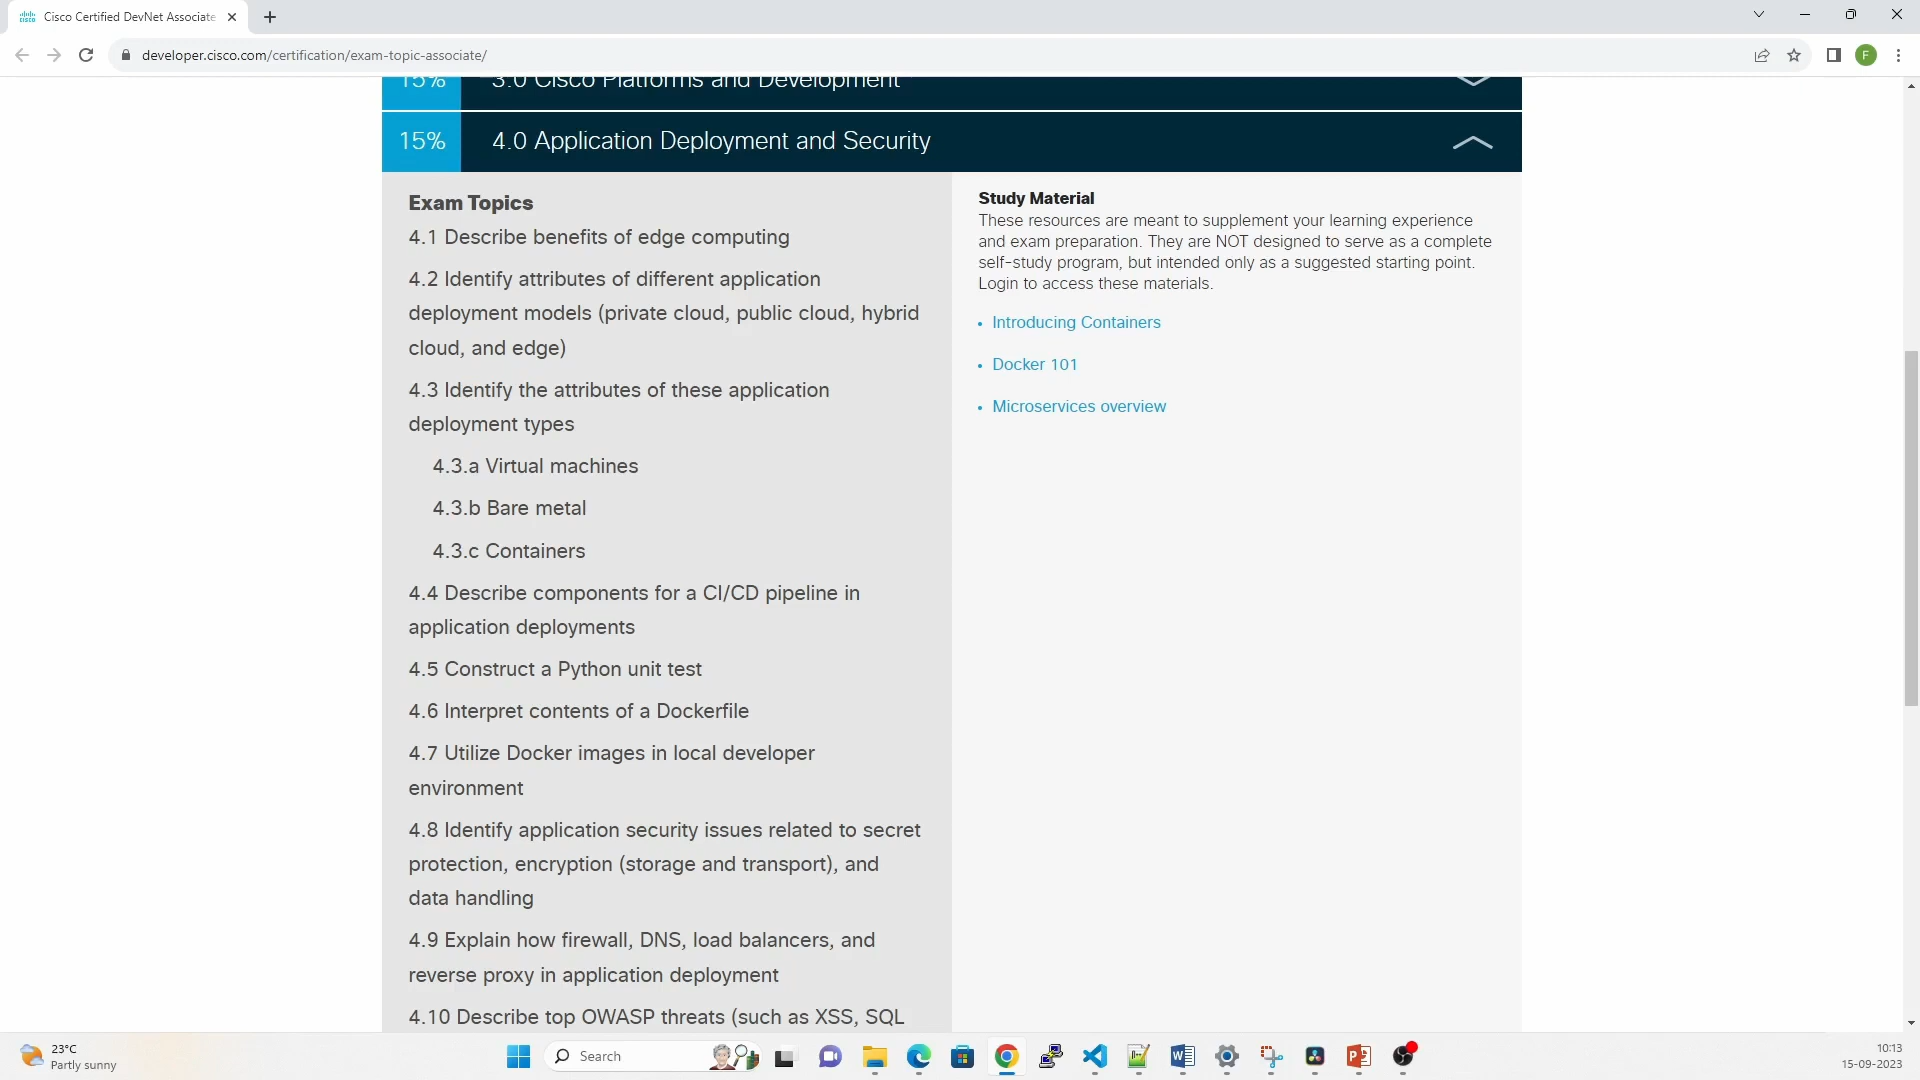 Cisco Certified DevNet Associate
developer.cisco.com/certification/exam-topic-associate/
F
15% 3.0 Cisco Platforms and Development
15% 4.0 Application Deployment and Security
Exam Topics
4.1 Describe benefits of edge computing
4.2 Identify attributes of different application
deployment models (private cloud, public cloud, hybrid
cloud, and edge)
4.3 Identify the attributes of these application
deployment types
4.3.a Virtual machines
4.3.b Bare metal
4.3.c Containers
4.4 Describe components for a CI/CD pipeline in
application deployments
4.5 Construct a Python unit test
4.6 Interpret contents of a Dockerfile
4.7 Utilize Docker images in local developer
environment
4.8 Identify application security issues related to secret
protection, encryption (storage and transport), and
data handling
4.9 Explain how firewall, DNS, load balancers, and
reverse proxy in application deployment
4.10 Describe top OWASP threats (such as XSS, SQL
Study Material
These resources are meant to supplement your learning experience
and exam preparation. They are NOT designed to serve as a complete
self-study program, but intended only as a suggested starting point.
Login to access these materials.
• Introducing Containers
• Docker 101
• Microservices overview
23°C
Partly sunny
Search
10:13
15-09-2023